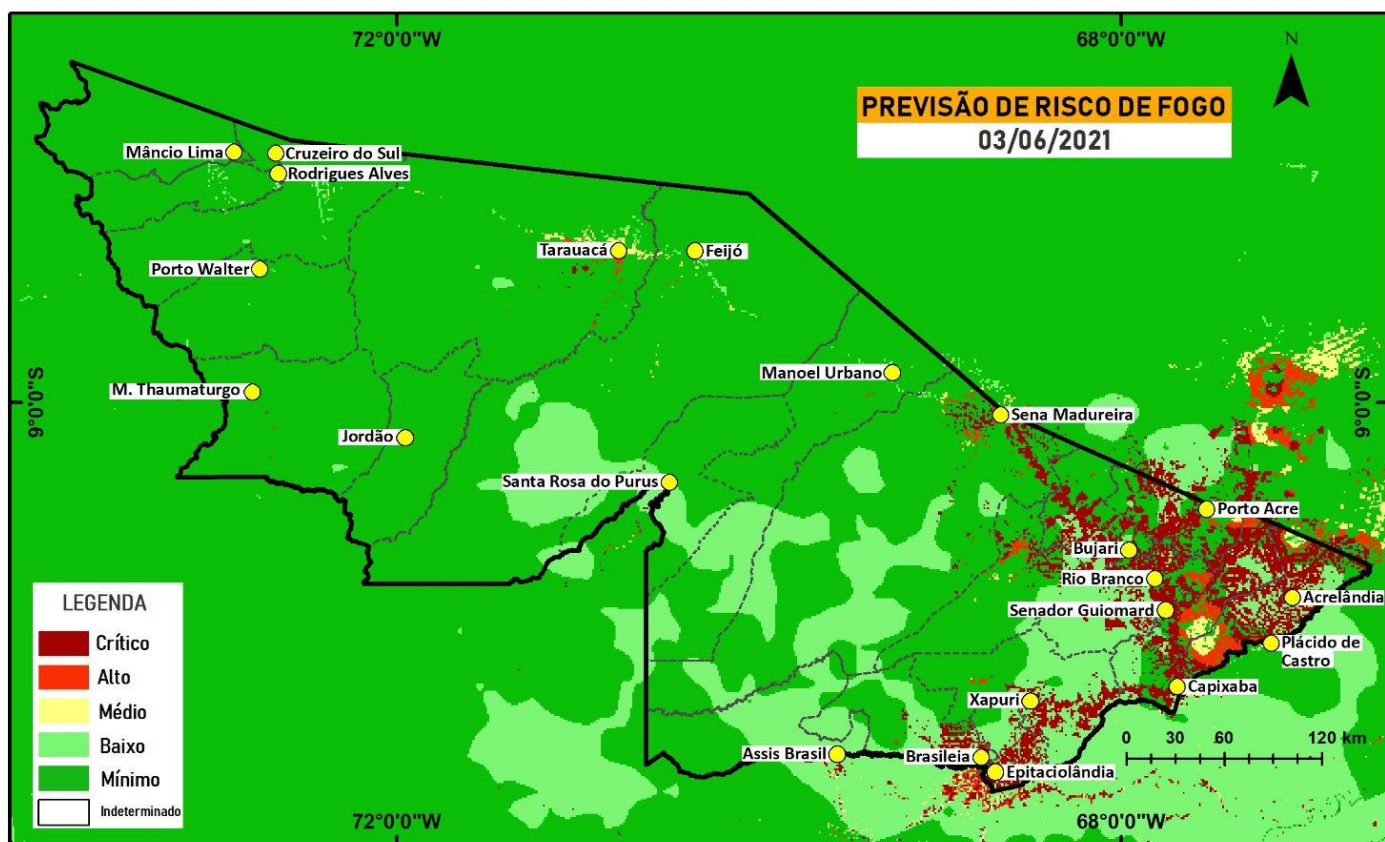 72°0'0"W
68°0'0"W
N
PREVISÃO DE RISCO DE FOGO
03/06/2021
Mâncio Lima
Cruzeiro do Sul
Rodrigues Alves
Tarauacá
Feijó
Porto Walter
Manoel Urbano
M. Thaumaturgo
9°0'0"S
9°0'0"S
Sena Madureira
Jordão
Santa Rosa do Purus
Porto Acre
Bujari
Rio Branco
Acrelândia
Senador Guiomard
Plácido de
Castro
Capixaba
Xapuri
Assis Brasil
Brasileia
Epitaciolândia
0 30 60 120 km
LEGENDA
Crítico
Alto
Médio
Baixo
Mínimo
Indeterminado
72°0'0"W
68°0'0"W